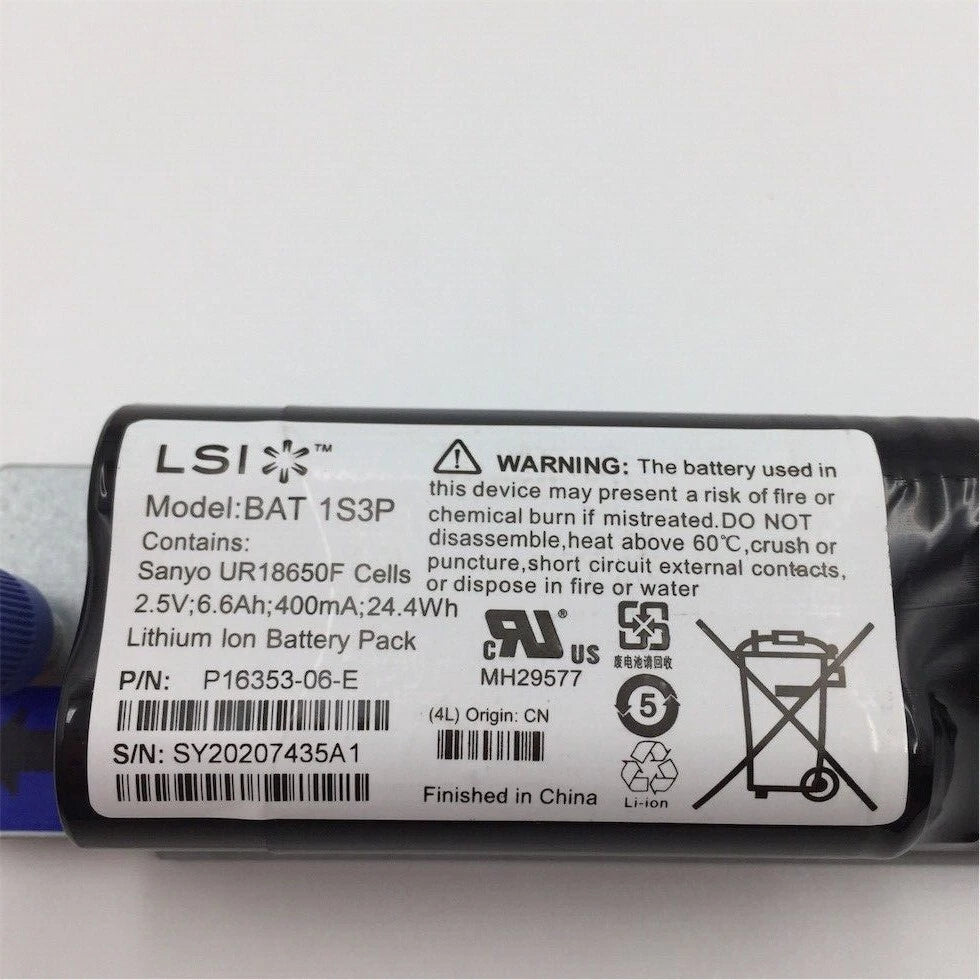 LSI ™
Model:BAT 1S3P
Contains:
Sanyo UR18650F Cells
2.5V;6.6Ah;400mA;24.4Wh
Lithium Ion Battery Pack
P/N: P16353-06-E
S/N: SY20207435A1
WARNING: The battery used in
this device may present a risk of fire or
chemical burn if mistreated.DO NOT
disassemble,heat above 60℃,crush or
puncture,short circuit external contacts,
or dispose in fire or water
c RU ® US
MH29577
(4L) Origin: CN
Finished in China
废电池请回收
5
Li-ion